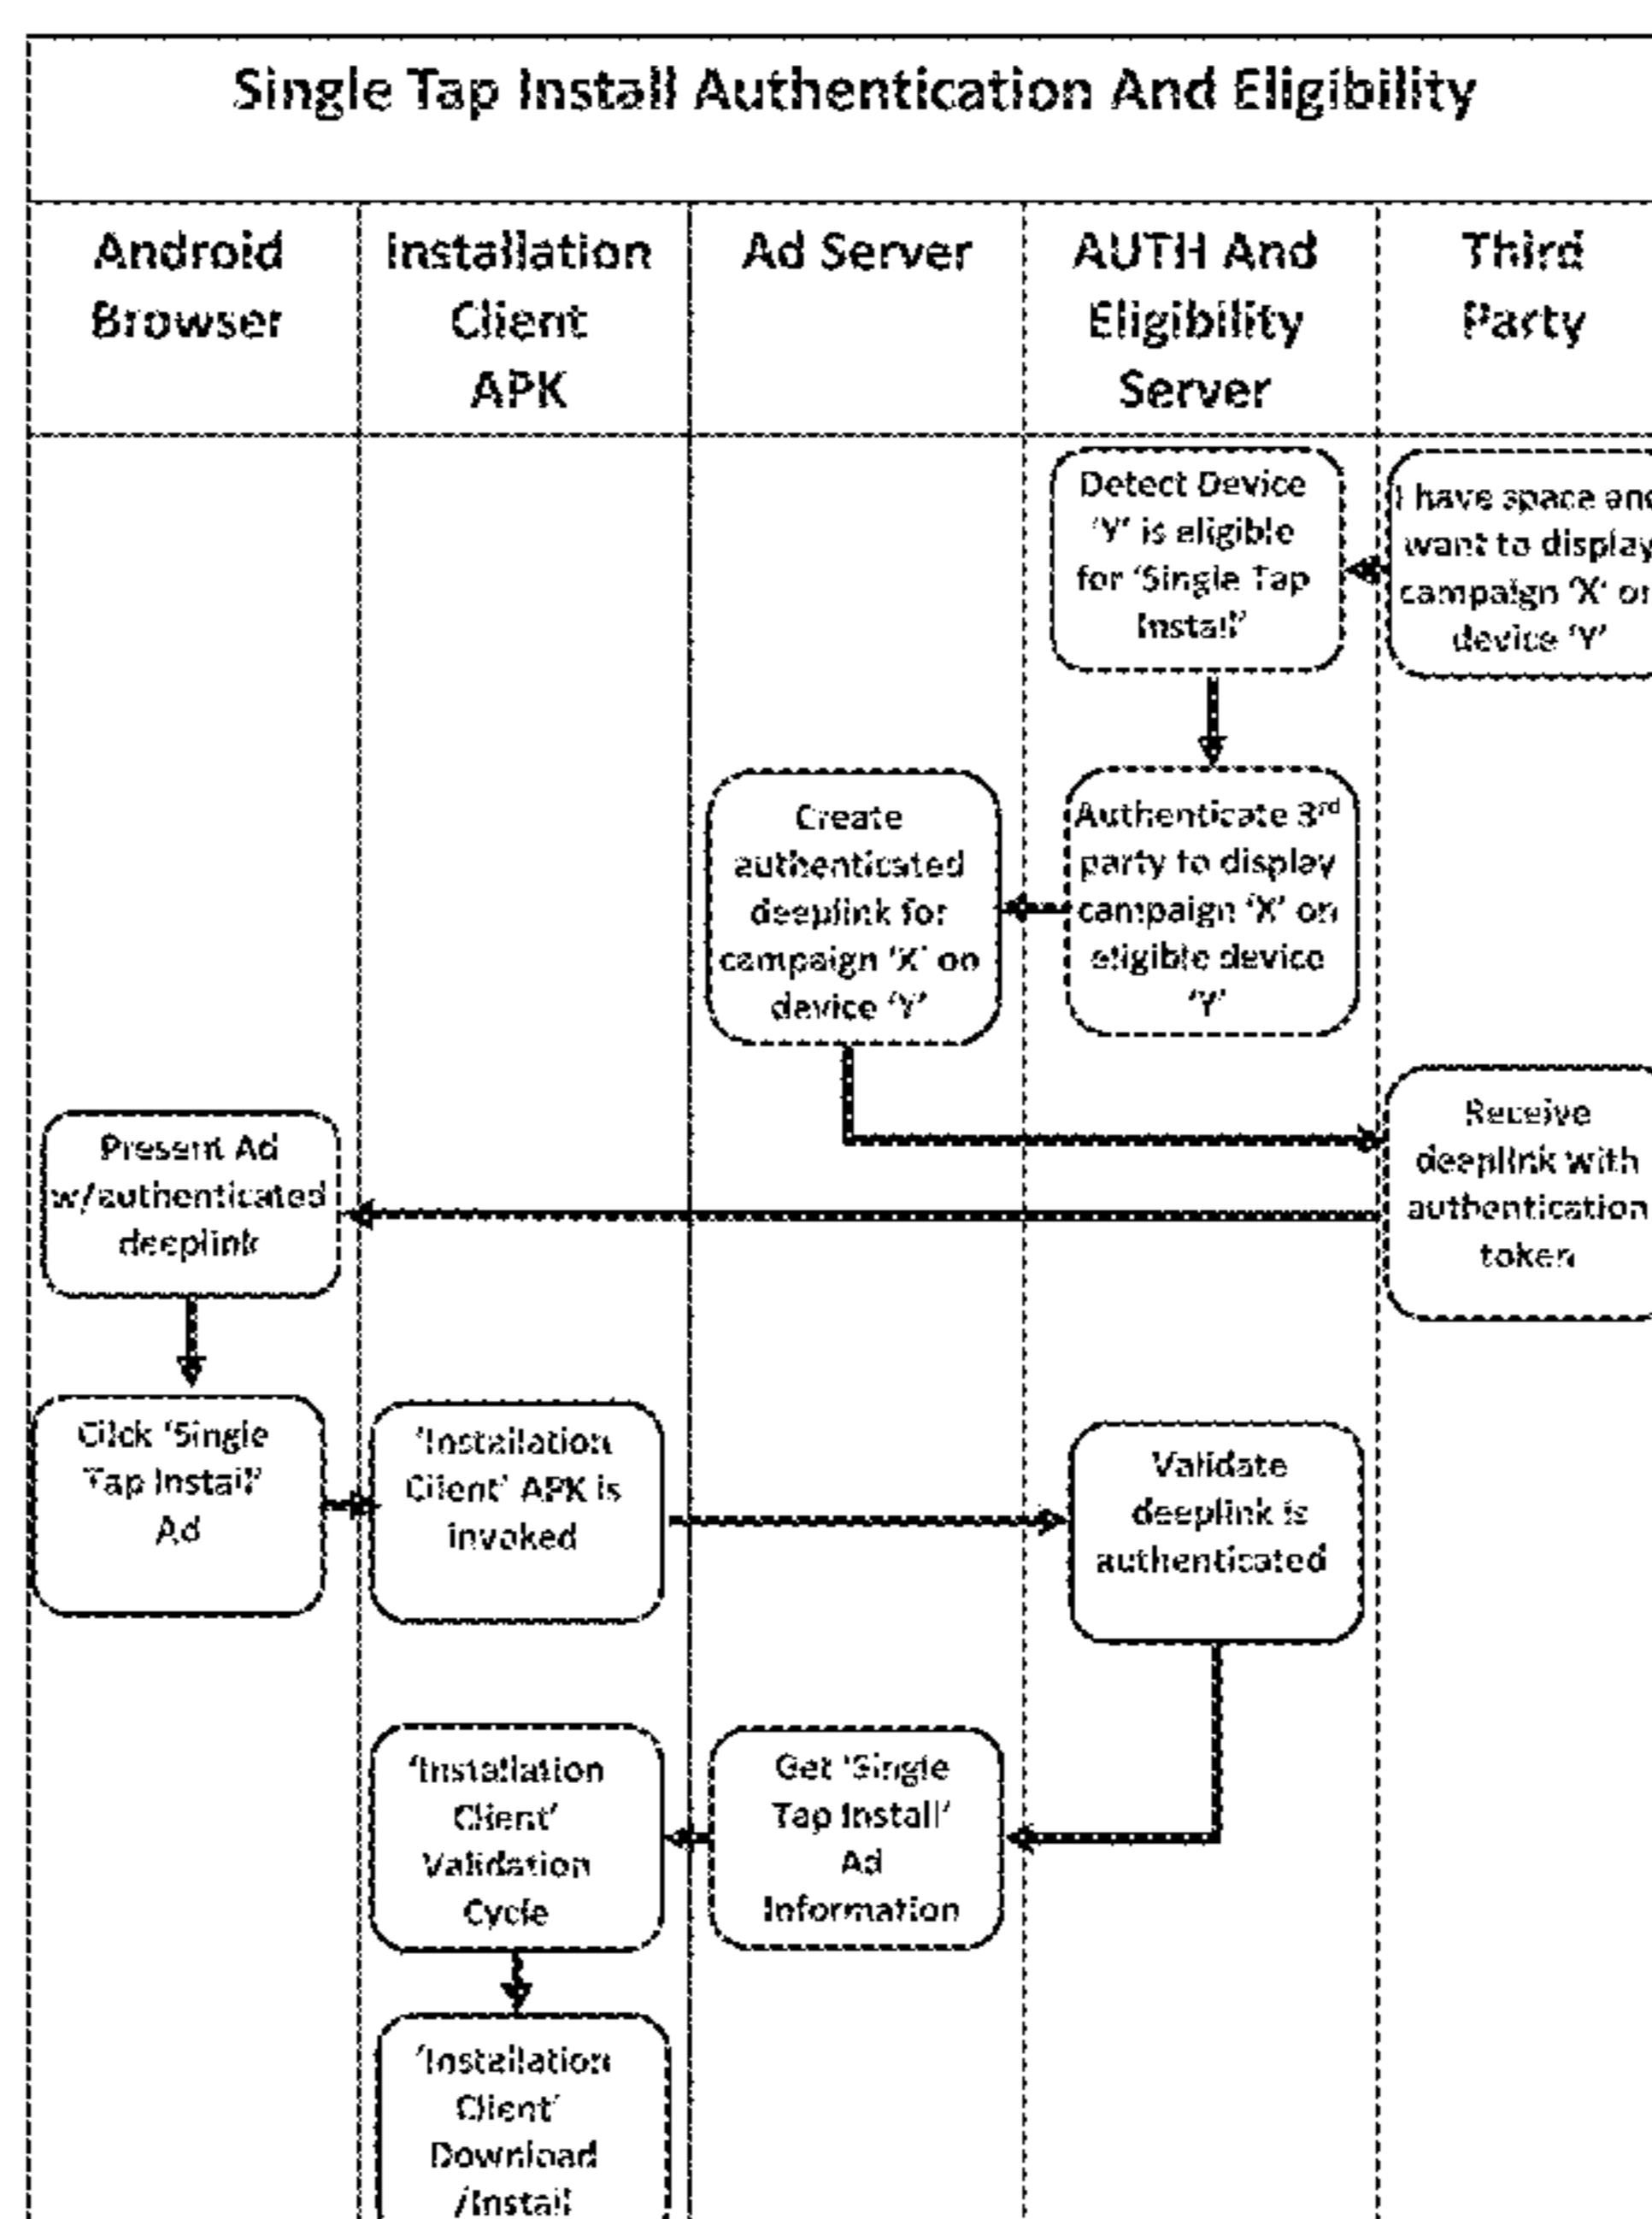 Single Tap Install Authentication And Eligibility
Android
Browser
Installation
Client
APK
Ad Server
AUTH And
Eligibility
Server
Third
Party
Detect Device
'Y' is eligible
for 'Single Tap
Install'
I have space and
want to display
campaign 'X' on
device 'Y'
Create
authenticated
deeplink for
campaign 'X' on
device 'Y'
Authenticate 3rd
party to display
campaign 'X' on
eligible device
'Y'
Present Ad
w/authenticated
deeplink
Receive
deeplink with
authentication
token
Click 'Single
Tap Install'
Ad
'Installation
Client' APK is
invoked
Validate
deeplink is
authenticated
'Installation
Client'
Validation
Cycle
Get 'Single
Tap Install'
Ad
Information
'Installation
Client'
Download
/Install